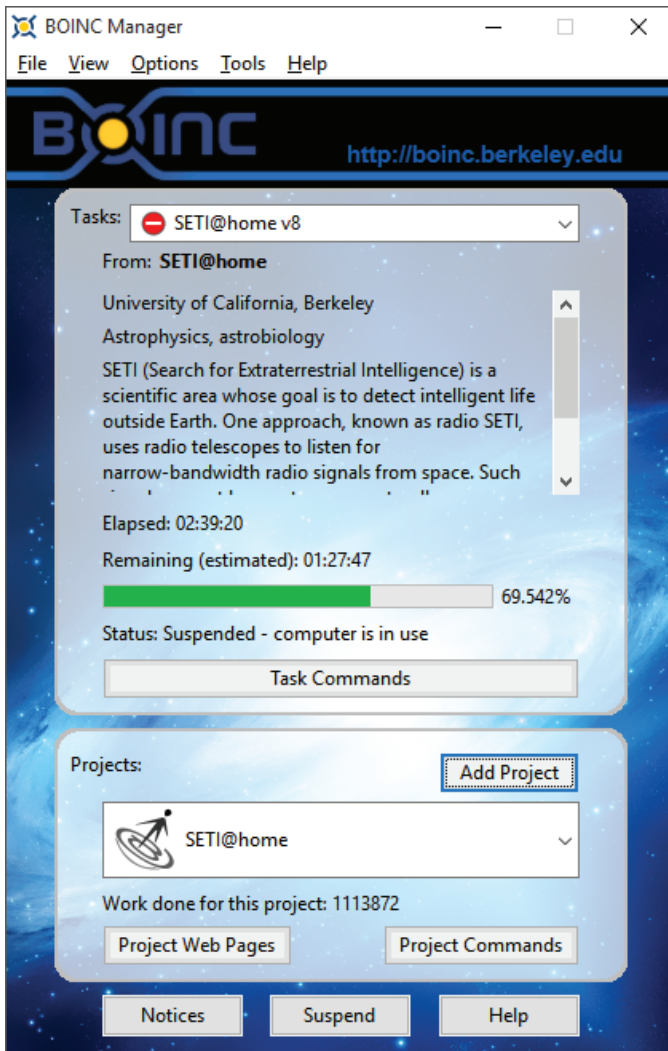 BOINC Manager
File View Options Tools Help
BOINC
http://boinc.berkeley.edu
Tasks: SETI@home v8
From: SETI@home
University of California, Berkeley
Astrophysics, astrobiology
SETI (Search for Extraterrestrial Intelligence) is a
scientific area whose goal is to detect intelligent life
outside Earth. One approach, known as radio SETI,
uses radio telescopes to listen for
narrow-bandwidth radio signals from space. Such
Elapsed: 02:39:20
Remaining (estimated): 01:27:47
69.542%
Status: Suspended - computer is in use
Task Commands
Projects:
Add Project
SETI@home
Work done for this project: 1113872
Project Web Pages Project Commands
Notices Suspend Help